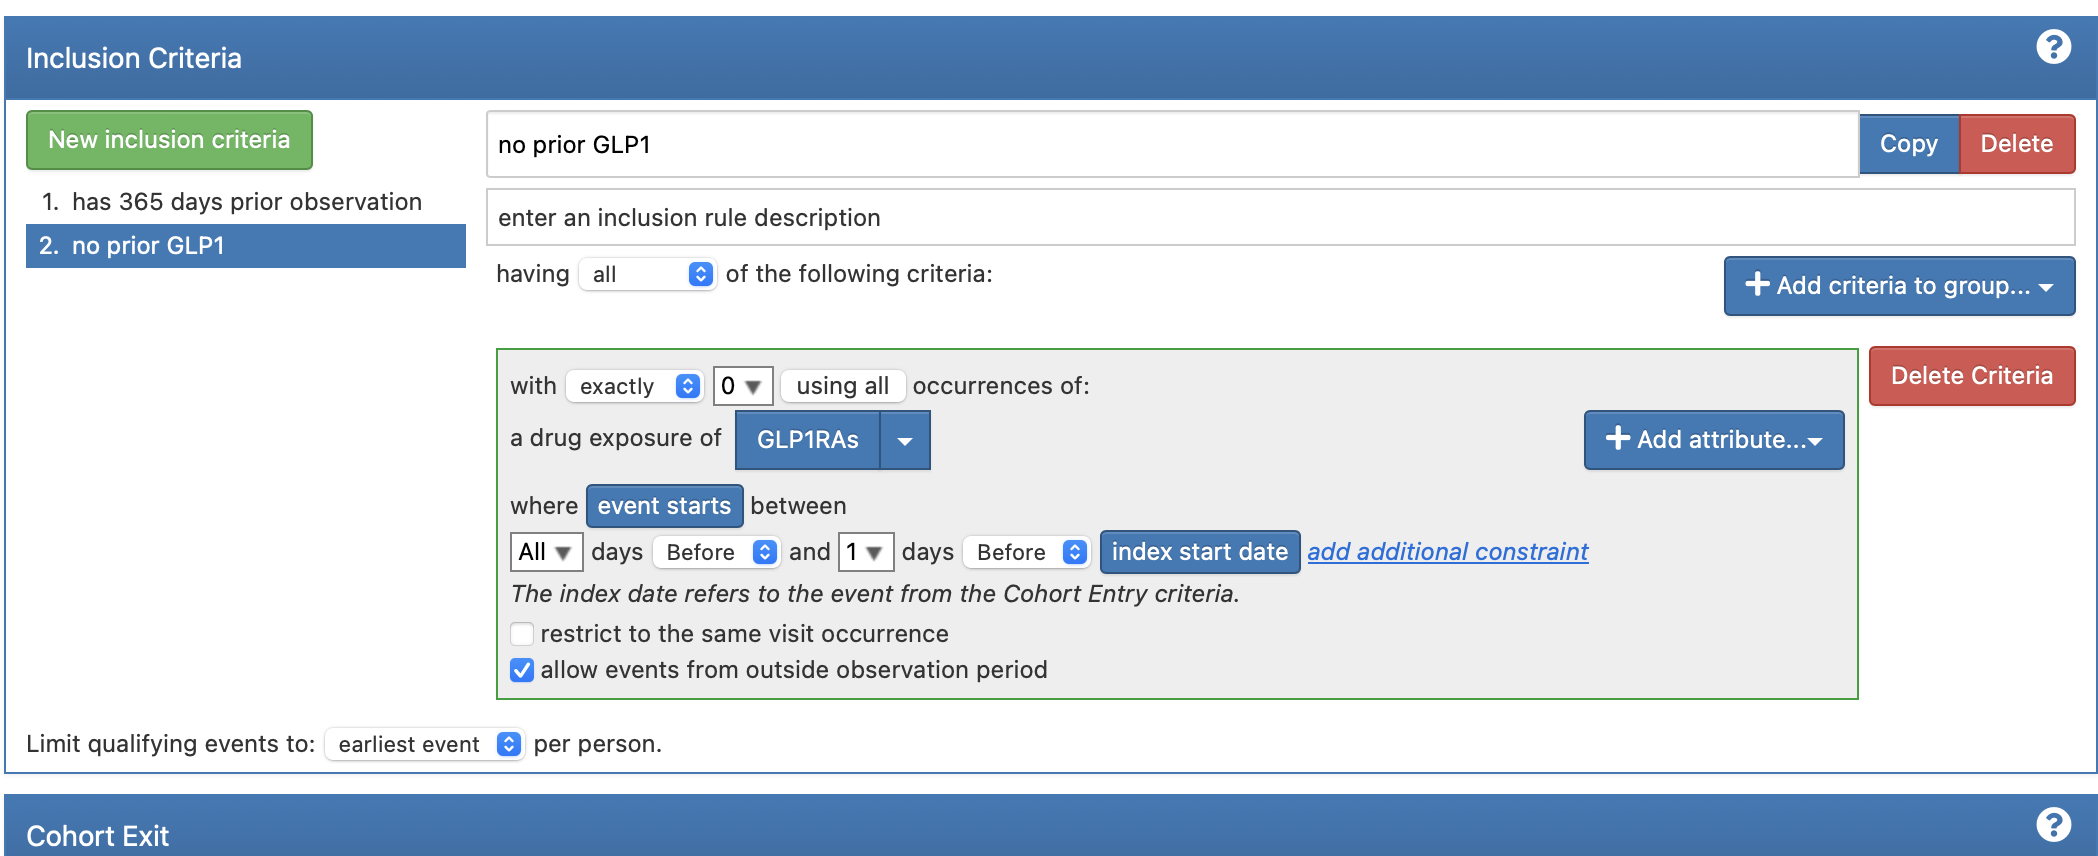 Inclusion Criteria
?
New inclusion criteria
1. has 365 days prior observation
2. no prior GLP1
no prior GLP1
Copy
Delete
enter an inclusion rule description
having all of the following criteria:
+ Add criteria to group...
with exactly 0 using all occurrences of:
Delete Criteria
a drug exposure of GLP1RAs
+ Add attribute...
where event starts between
All days Before and 1 days Before index start date add additional constraint
The index date refers to the event from the Cohort Entry criteria.
restrict to the same visit occurrence
allow events from outside observation period
Limit qualifying events to: earliest event per person.
Cohort Exit
?